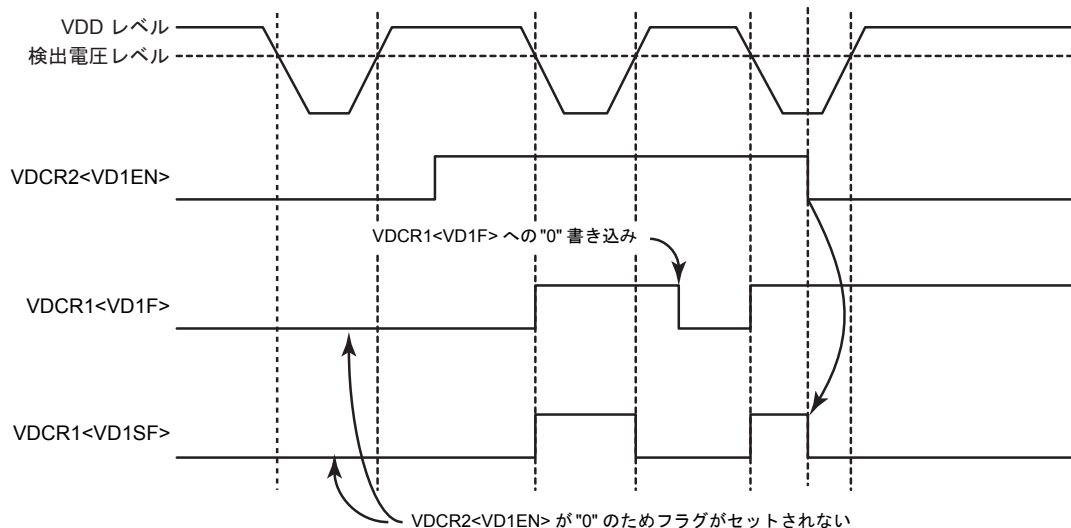 VDD レベル
検出電圧レベル
VDCR2<VD1EN>
VDCR1<VD1F> への"0" 書き込み
VDCR1<VD1F>
VDCR1<VD1SF>
VDCR2<VD1EN> が "0" のためフラグがセットされない